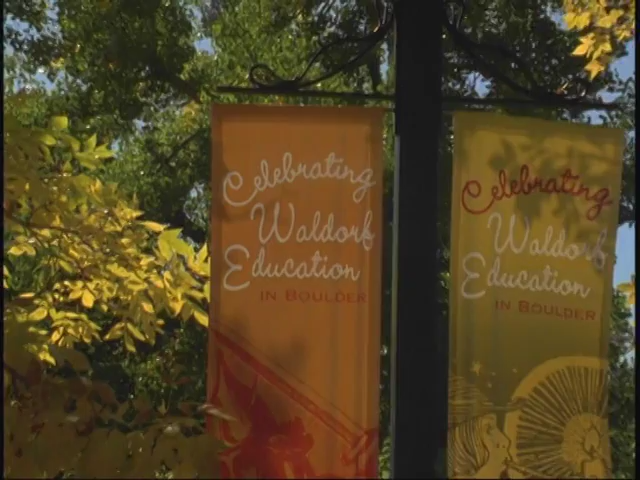 Celebrating
Waldorf
Education
IN BOULDER
Celebrating
Waldorf
Education
IN BOULDER